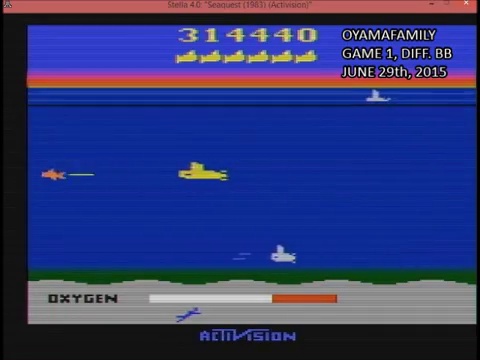 Stella 4.0: "Seaquest (1983) (Activision)"
314440
OYAMAFAMILY
GAME 1, DIFF. BB
JUNE 29th, 2015
OXYGEN
ACTIVISION